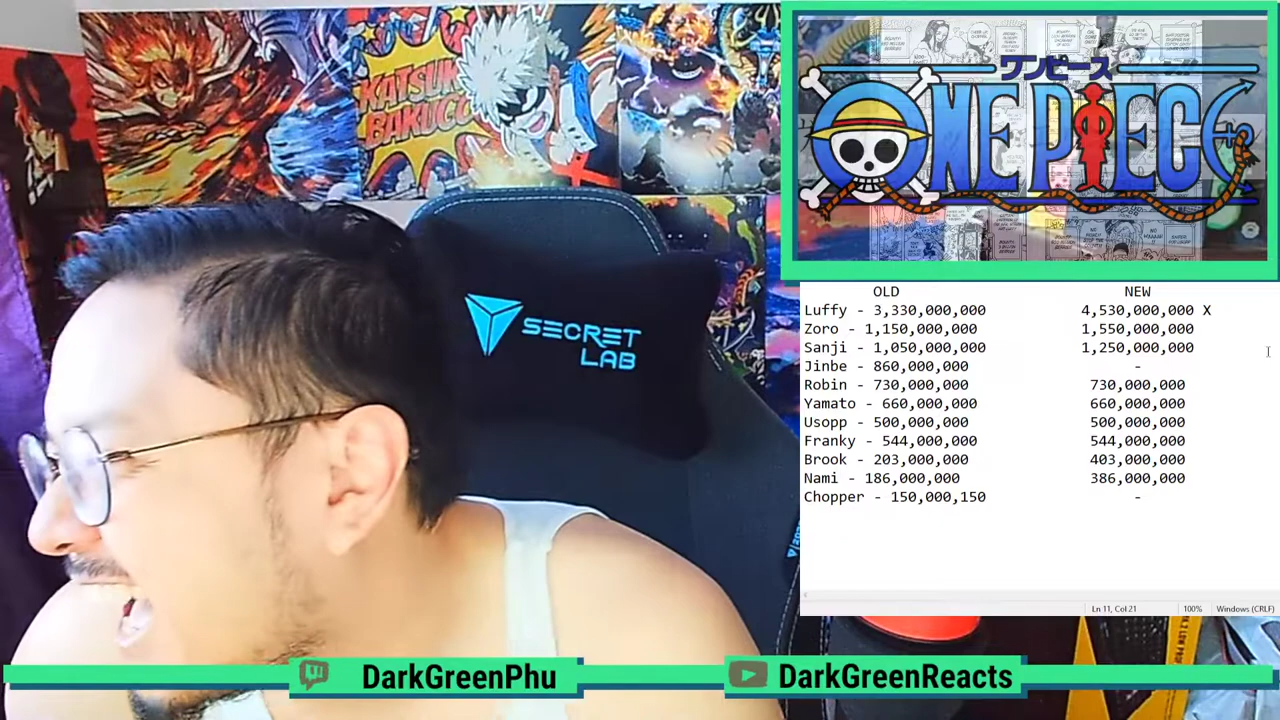 KATSUKI
BAKUGO
SECRET
LAB
ワンピース
ONE PIECE
OLD NEW
Luffy - 3,330,000,000 4,530,000,000 X
Zoro - 1,150,000,000 1,550,000,000
Sanji - 1,050,000,000 1,250,000,000
Jinbe - 860,000,000 -
Robin - 730,000,000 730,000,000
Yamato - 660,000,000 660,000,000
Usopp - 500,000,000 500,000,000
Franky - 544,000,000 544,000,000
Brook - 203,000,000 403,000,000
Nami - 186,000,000 386,000,000
Chopper - 150,000,150 -
Ln 11, Col 21 100% Windows (CRLF)
DarkGreenPhu
DarkGreenReacts